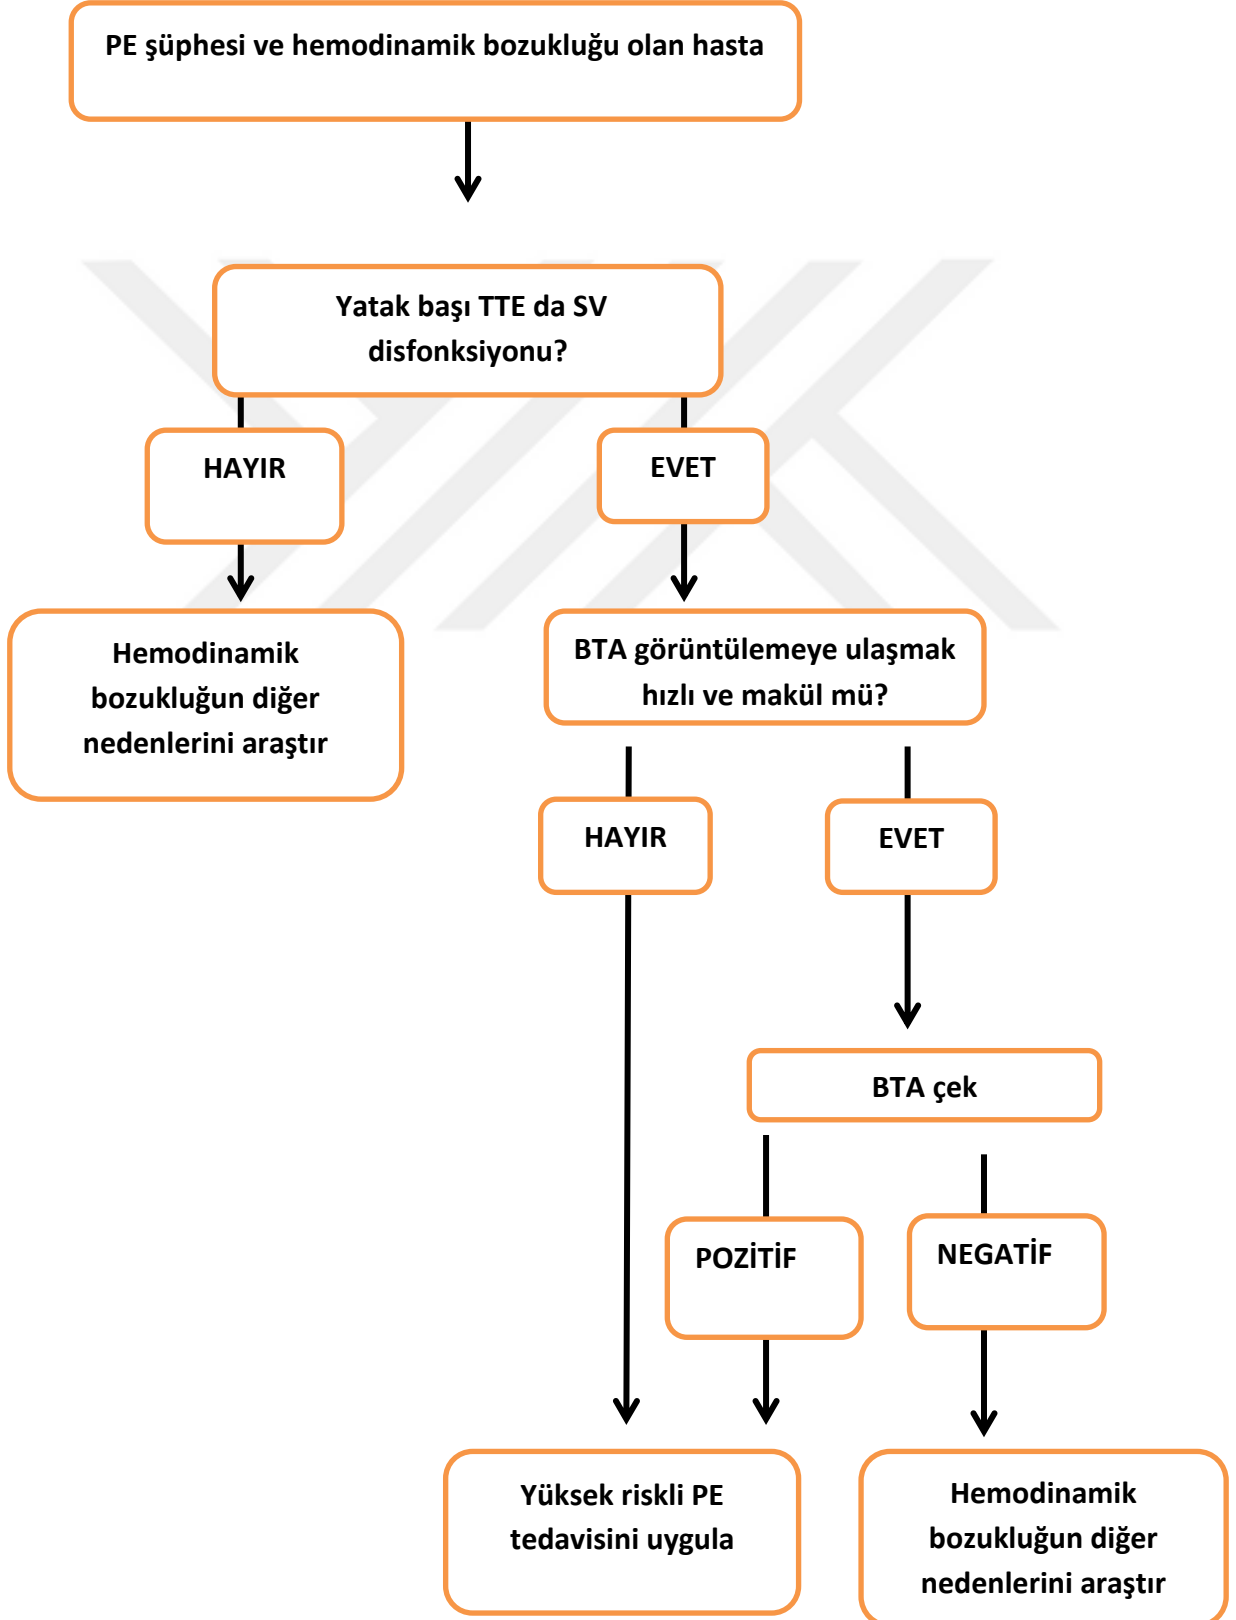 PE şüphesi ve hemodinamik bozukluğu olan hasta
Yatak başı TTE da SV
disfonksiyonu?
HAYIR
EVET
Hemodinamik
bozukluğun diğer
nedenlerini araştır
BTA görüntülemeye ulaşmak
hızlı ve makül mü?
HAYIR
EVET
BTA çek
POZİTİF
NEGATİF
Yüksek riskli PE
tedavisini uygula
Hemodinamik
bozukluğun diğer
nedenlerini araştır